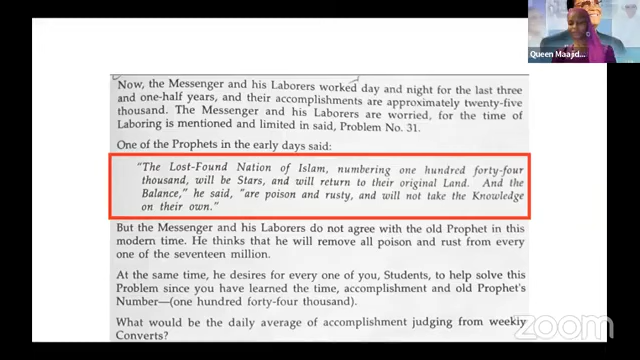 Queen Maajid...
Now, the Messenger and his Laborers worked day and night for the last three
and one-half years, and their accomplishments are approximately twenty-five
thousand. The Messenger and his Laborers are worried, for the time of
Laboring is mentioned and limited in said, Problem No. 31.
One of the Prophets in the early days said:
"The Lost-Found Nation of Islam, numbering one hundred forty-four
thousand, will be Stars, and will return to their original Land. And the
Balance," he said, "are poison and rusty, and will not take the Knowledge
on their own."
But the Messenger and his Laborers do not agree with the old Prophet in this
modern time. He thinks that he will remove all poison and rust from every
one of the seventeen million.
At the same time, he desires for every one of you, Students, to help solve this
Problem since you have learned the time, accomplishment and old Prophet's
Number—(one hundred forty-four thousand).
What would be the daily average of accomplishment judging from weekly
Converts?
zoom